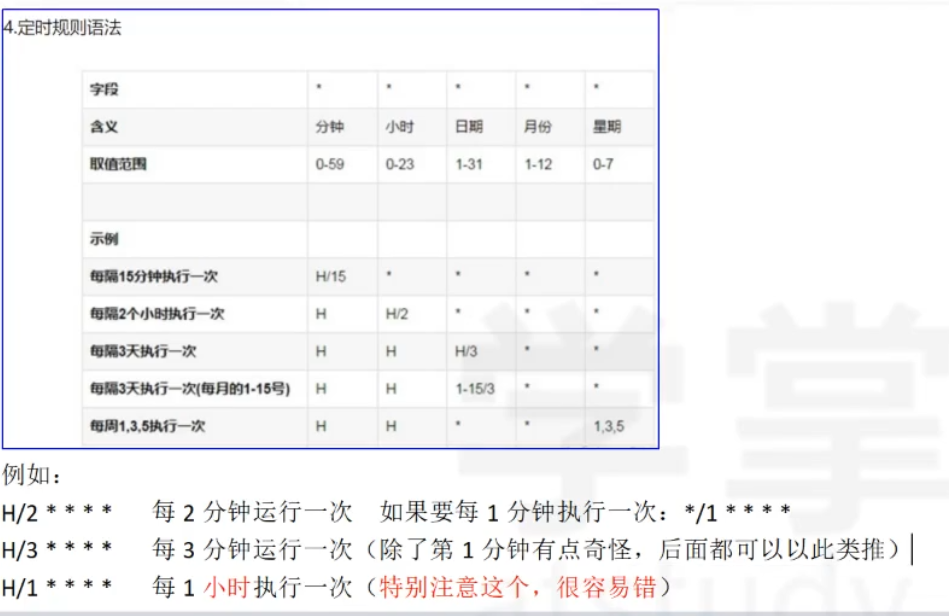 4.定时规则语法
字段 * * * * *
含义 分钟 小时 日期 月份 星期
取值范围 0-59 0-23 1-31 1-12 0-7
示例
每隔15分钟执行一次 H/15 * * * *
每隔2个小时执行一次 H H/2 * * *
每隔3天执行一次 H H H/3 * *
每隔3天执行一次(每月的1-15号) H H 1-15/3 * *
每周1,3,5执行一次 H H * * 1,3,5
例如：
H/2 * * * * 每 2 分钟运行一次 如果要每 1 分钟执行一次：*/1 * * * *
H/3 * * * * 每 3 分钟运行一次（除了第 1 分钟有点奇怪，后面都可以以此类推）
H/1 * * * * 每 1 小时执行一次（特别注意这个，很容易错）
学掌